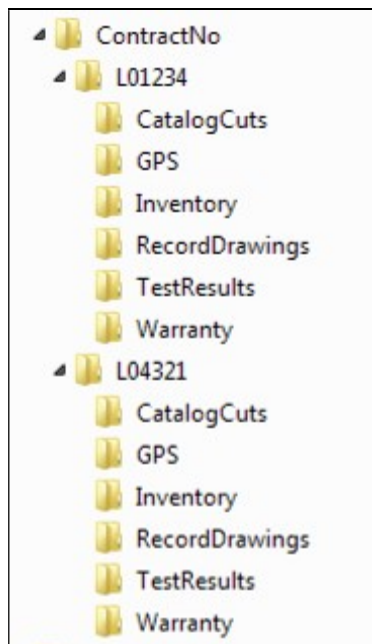 ContractNo
L01234
CatalogCuts
GPS
Inventory
RecordDrawings
TestResults
Warranty
L04321
CatalogCuts
GPS
Inventory
RecordDrawings
TestResults
Warranty